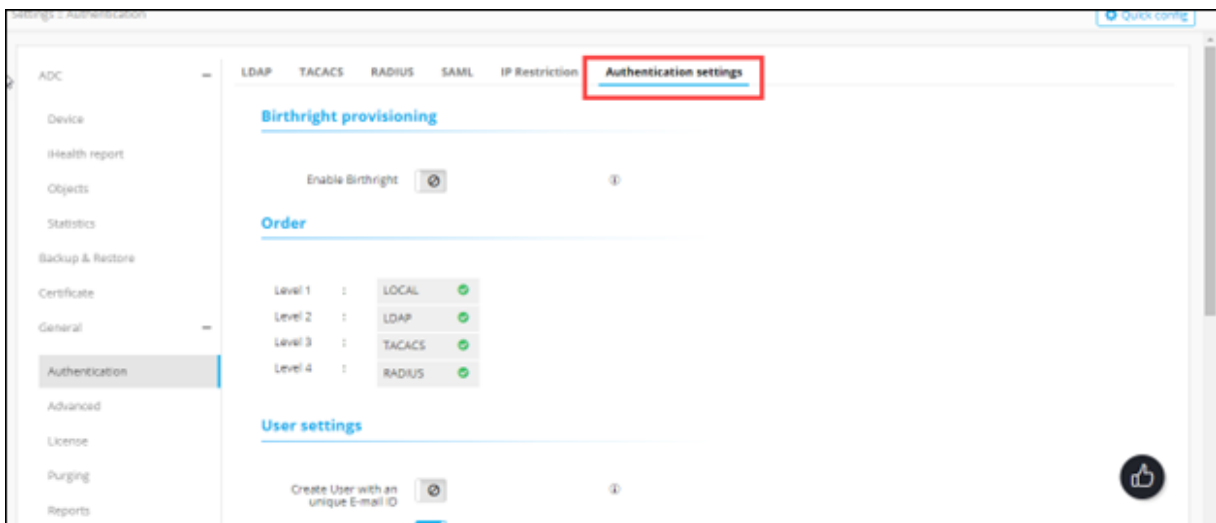 Settings :: Authentication
Quick config
ADC
Device
iHealth report
Objects
Statistics
Backup & Restore
Certificate
General
Authentication
Advanced
License
Purging
Reports
LDAP TACACS RADIUS SAML IP Restriction Authentication settings
Birthright provisioning
Enable Birthright
Order
Level 1 : LOCAL
Level 2 : LDAP
Level 3 : TACACS
Level 4 : RADIUS
User settings
Create User with an
unique E-mail ID